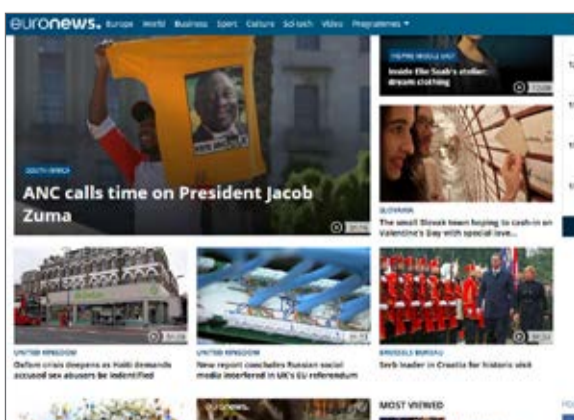 euronews.
Europe World Business Sport Culture Sci-tech Video Programmes
INSPIRE MIDDLE EAST
Inside Elie Saab's atelier:
dream clothing
SOUTH AFRICA
ANC calls time on President Jacob
Zuma
SLOVAKIA
The small Slovak town hoping to cash-in on
Valentine's Day with special love...
UNITED KINGDOM
Oxfam crisis deepens as Haiti demands
accused sex abusers be indentified
UNITED KINGDOM
New report concludes Russian social
media interfered in UK's EU referendum
BRUSSELS BUREAU
Serb leader in Croatia for historic visit
euronews.
MOST VIEWED